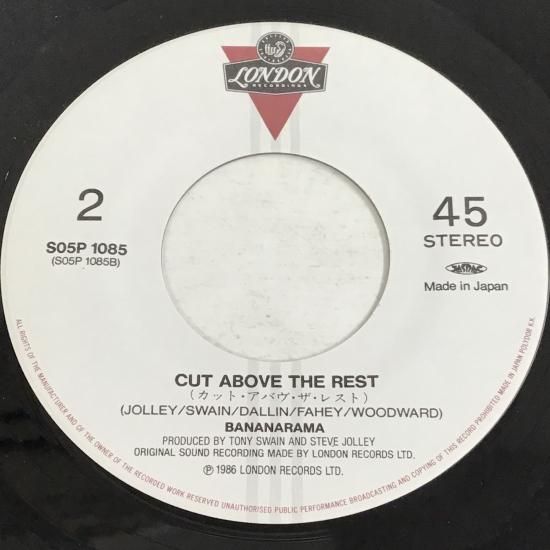 ffrr
LONDON
RECORDINGS
2
45
STEREO
S05P 1085
(S05P 1085B)
JASRAC
Made in Japan
CUT ABOVE THE REST
(カット・アバヴ・ザ・レスト)
(JOLLEY/SWAIN/DALLIN/FAHEY/WOODWARD)
BANANARAMA
PRODUCED BY TONY SWAIN AND STEVE JOLLEY
ORIGINAL SOUND RECORDING MADE BY LONDON RECORDS LTD.
℗ 1986 LONDON RECORDS LTD.
ALL RIGHTS OF THE MANUFACTURER AND OF THE OWNER OF THE RECORDED WORK RESERVED UNAUTHORISED PUBLIC PERFORMANCE BROADCASTING AND COPYING OF THIS RECORD PROHIBITED MADE IN JAPAN POLYDOR K.K.